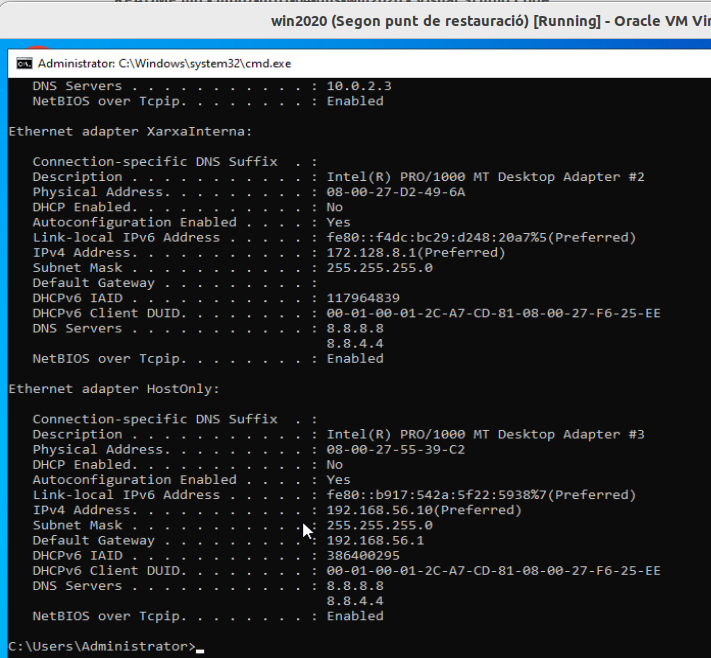 win2020 (Segon punt de restauració) [Running] - Oracle VM Vir
Administrator: C:\Windows\system32\cmd.exe
DNS Servers . . . . . . . . . . . : 10.0.2.3
NetBIOS over Tcpip. . . . . . . . : Enabled
Ethernet adapter XarxaInterna:
Connection-specific DNS Suffix  . :
Description . . . . . . . . . . . : Intel(R) PRO/1000 MT Desktop Adapter #2
Physical Address. . . . . . . . . : 08-00-27-D2-49-6A
DHCP Enabled. . . . . . . . . . . : No
Autoconfiguration Enabled . . . . : Yes
Link-local IPv6 Address . . . . . : fe80::f4dc:bc29:d248:20a7%5(Preferred)
IPv4 Address. . . . . . . . . . . : 172.128.8.1(Preferred)
Subnet Mask . . . . . . . . . . . : 255.255.255.0
Default Gateway . . . . . . . . . :
DHCPv6 IAID . . . . . . . . . . . : 117964839
DHCPv6 Client DUID. . . . . . . . : 00-01-00-01-2C-A7-CD-81-08-00-27-F6-25-EE
DNS Servers . . . . . . . . . . . : 8.8.8.8
8.8.4.4
NetBIOS over Tcpip. . . . . . . . : Enabled
Ethernet adapter HostOnly:
Connection-specific DNS Suffix  . :
Description . . . . . . . . . . . : Intel(R) PRO/1000 MT Desktop Adapter #3
Physical Address. . . . . . . . . : 08-00-27-55-39-C2
DHCP Enabled. . . . . . . . . . . : No
Autoconfiguration Enabled . . . . : Yes
Link-local IPv6 Address . . . . . : fe80::b917:542a:5f22:5938%7(Preferred)
IPv4 Address. . . . . . . . . . . : 192.168.56.10(Preferred)
Subnet Mask . . . . . . . . . . . : 255.255.255.0
Default Gateway . . . . . . . . . : 192.168.56.1
DHCPv6 IAID . . . . . . . . . . . : 386400295
DHCPv6 Client DUID. . . . . . . . : 00-01-00-01-2C-A7-CD-81-08-00-27-F6-25-EE
DNS Servers . . . . . . . . . . . : 8.8.8.8
8.8.4.4
NetBIOS over Tcpip. . . . . . . . : Enabled
C:\Users\Administrator>